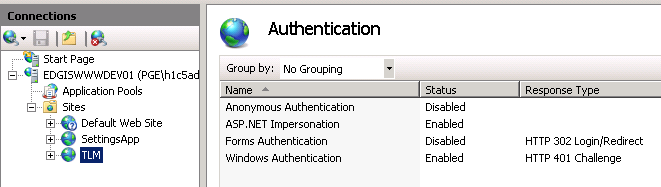 Connections
Start Page
EDGISWWWDEV01 (PGE\h1c5ad
Application Pools
Sites
Default Web Site
SettingsApp
TLM
Authentication
Group by: No Grouping
Name Status Response Type
Anonymous Authentication Disabled
ASP.NET Impersonation Enabled
Forms Authentication Disabled HTTP 302 Login/Redirect
Windows Authentication Enabled HTTP 401 Challenge